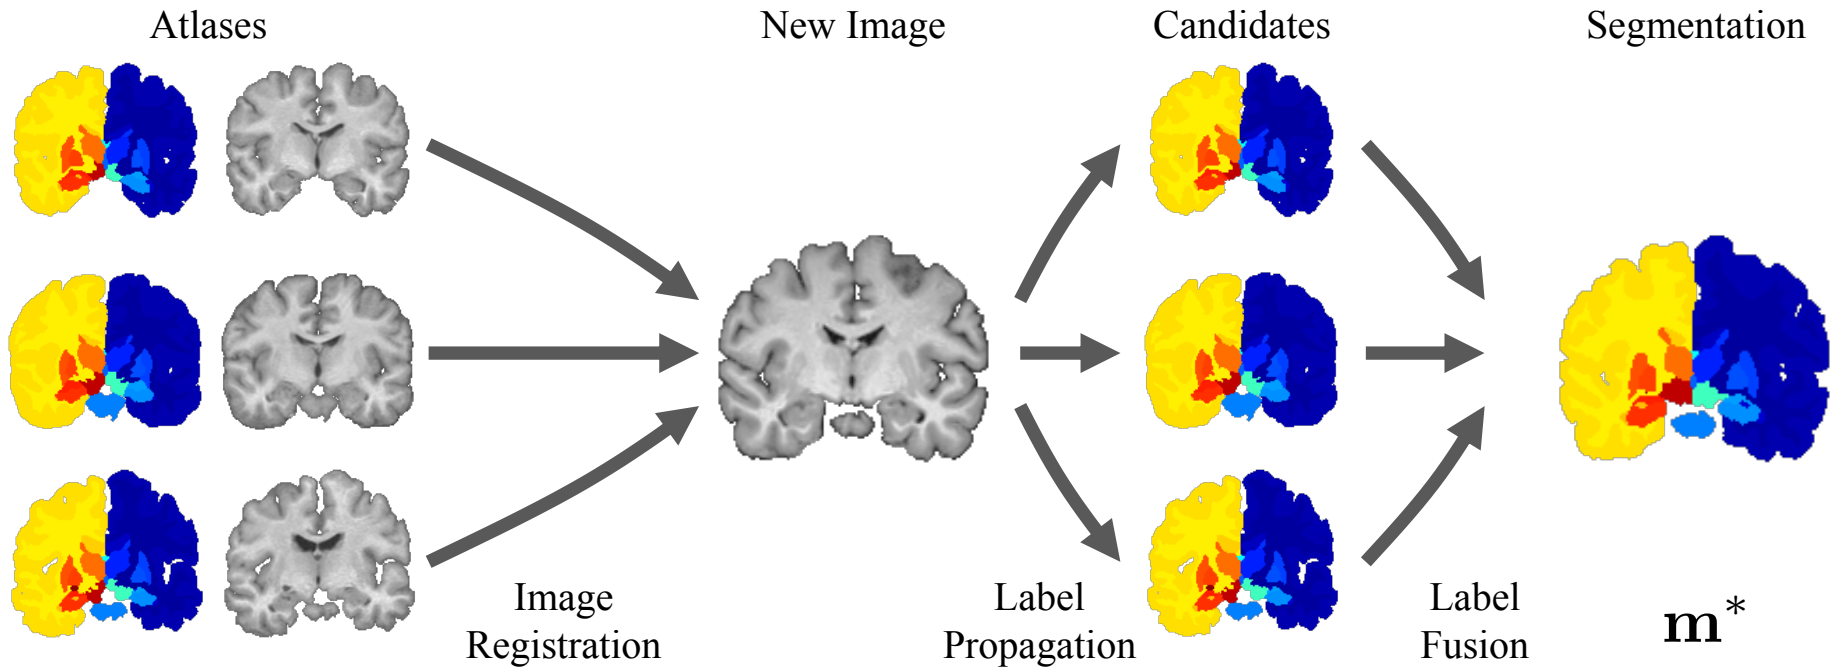 Atlases
New Image
Candidates
Segmentation
Image
Registration
Label
Propagation
Label
Fusion
m*